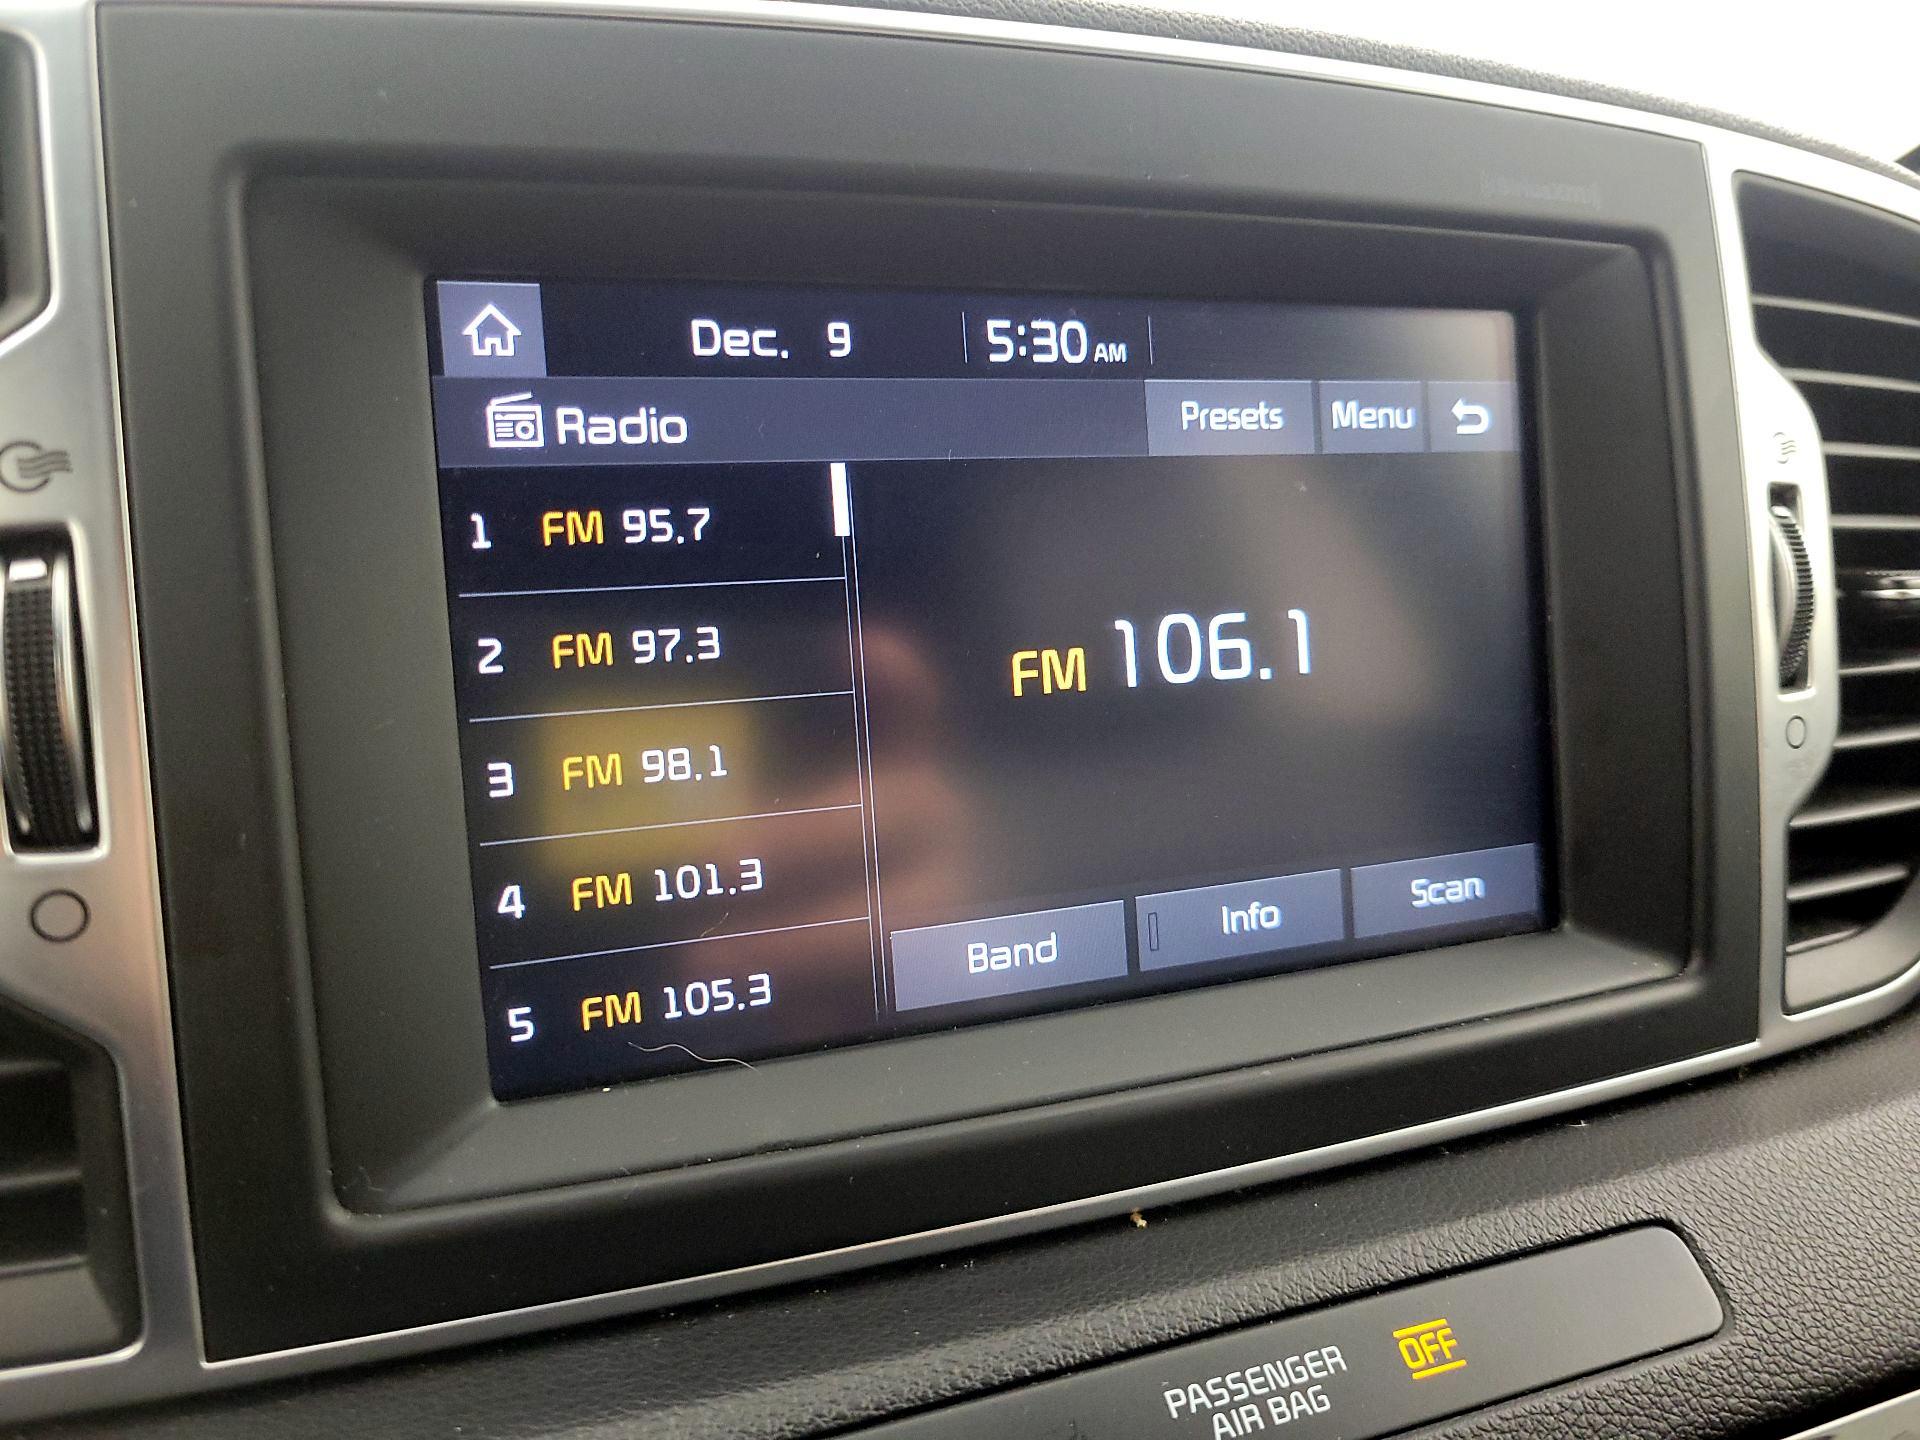 Dec. 9 5:30 AM
Radio Presets Menu
1 FM 95.7
2 FM 97.3
3 FM 98.1
4 FM 101.3
5 FM 105.3
FM 106.1
Band Info Scan
PASSENGER
AIR BAG
OFF